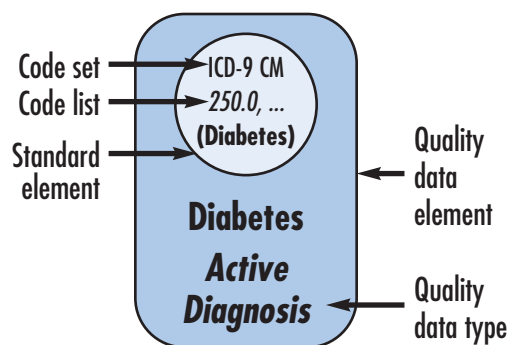 Code set
Code list
Standard
element
ICD-9 CM
250.0, ...
(Diabetes)
Diabetes
Active
Diagnosis
Quality
data
element
Quality
data type